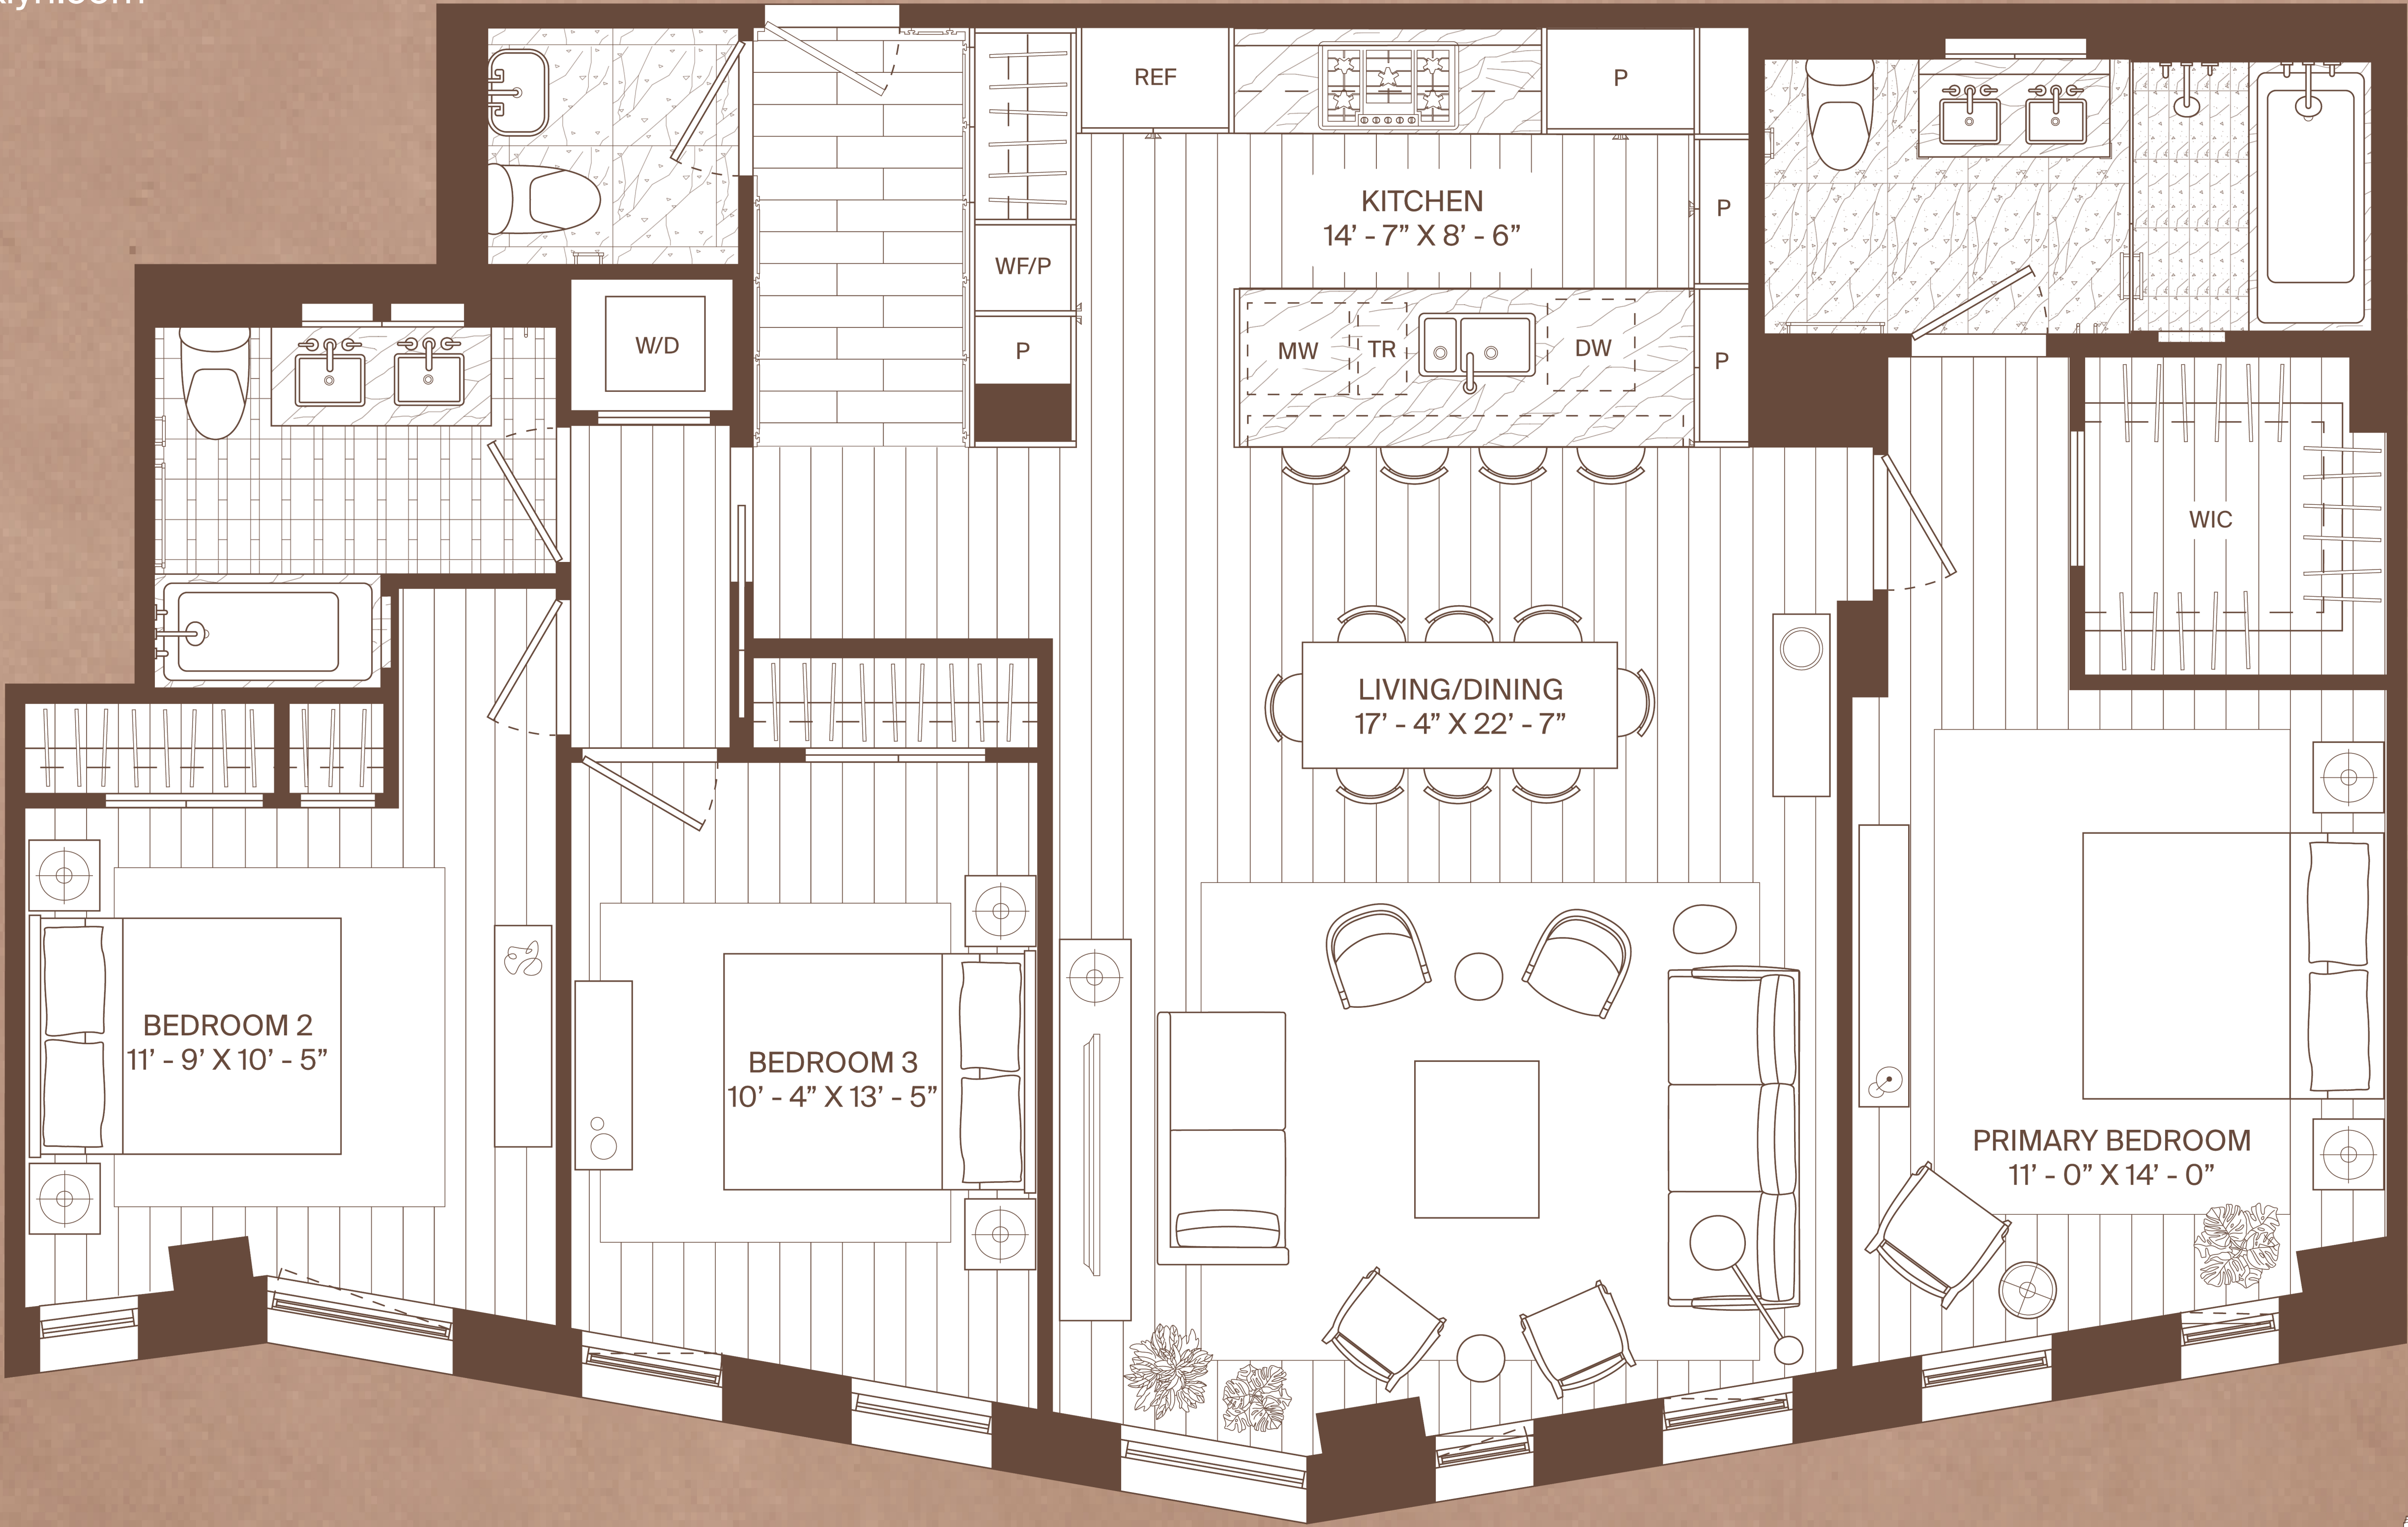 REF
P
KITCHEN
14’ - 7” X 8’ - 6”
P
WF/P
W/D
P
MW
TR
DW
P
WIC
LIVING/DINING
17’ - 4” X 22’ - 7”
BEDROOM 2
11’ - 9’ X 10’ - 5”
BEDROOM 3
10’ - 4” X 13’ - 5”
PRIMARY BEDROOM
11’ - 0” X 14’ - 0”